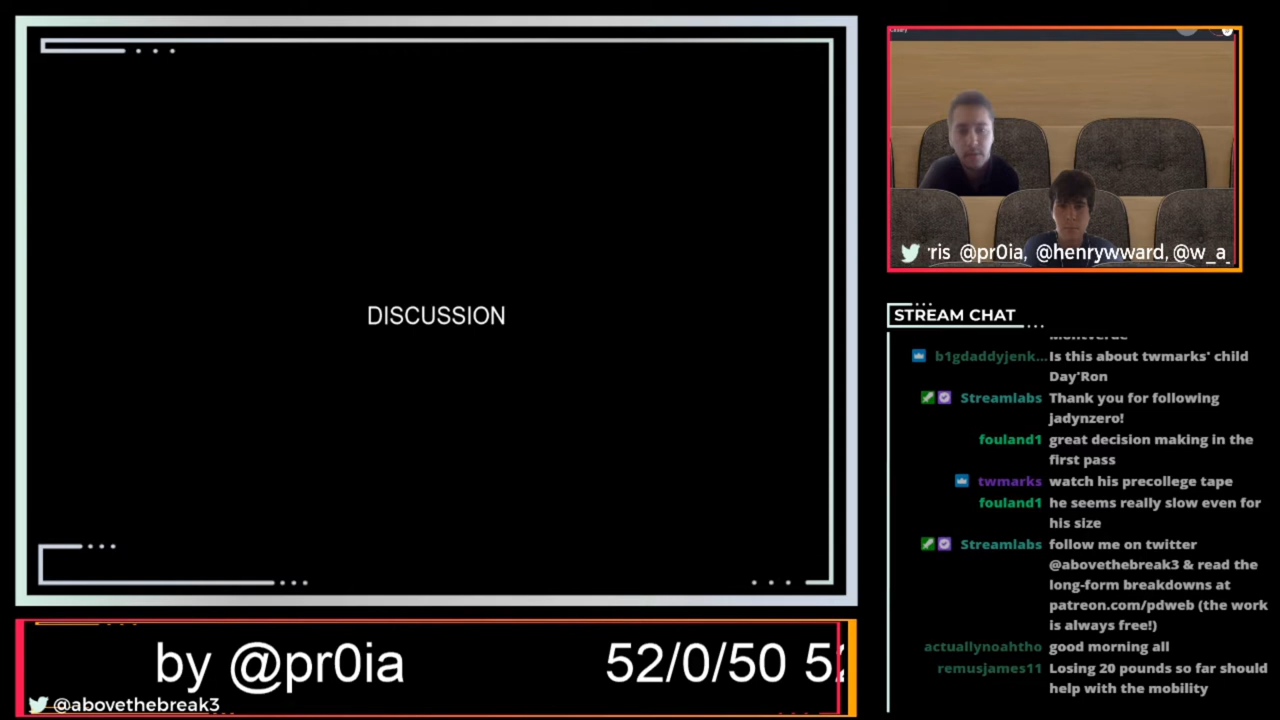 DISCUSSION
by @pr0ia
52/0/50
@abovethebreak3
@pr0ia, @henrywward, @w_a_
STREAM CHAT
b1gdaddyjenk... Is this about twmarks' child
Day'Ron
Streamlabs Thank you for following
jadynzero!
fouland1 great decision making in the
first pass
twmarks watch his precollege tape
fouland1 he seems really slow even for
his size
Streamlabs follow me on twitter
@abovethebreak3 & read the
long-form breakdowns at
patreon.com/pdweb (the work
is always free!)
actuallynoahtho good morning all
remusjames11 Losing 20 pounds so far should
help with the mobility